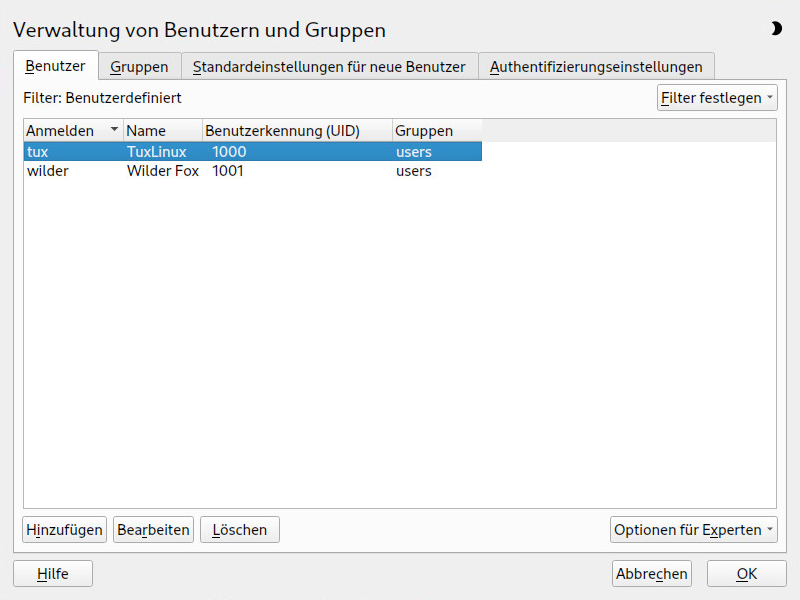 Verwaltung von Benutzern und Gruppen
Benutzer Gruppen Standardeinstellungen für neue Benutzer Authentifizierungseinstellungen
Filter: Benutzerdefiniert Filter festlegen
Anmelden Name Benutzerkennung (UID) Gruppen
tux TuxLinux 1000 users
wilder Wilder Fox 1001 users
Hinzufügen Bearbeiten Löschen Optionen für Experten
Hilfe Abbrechen OK